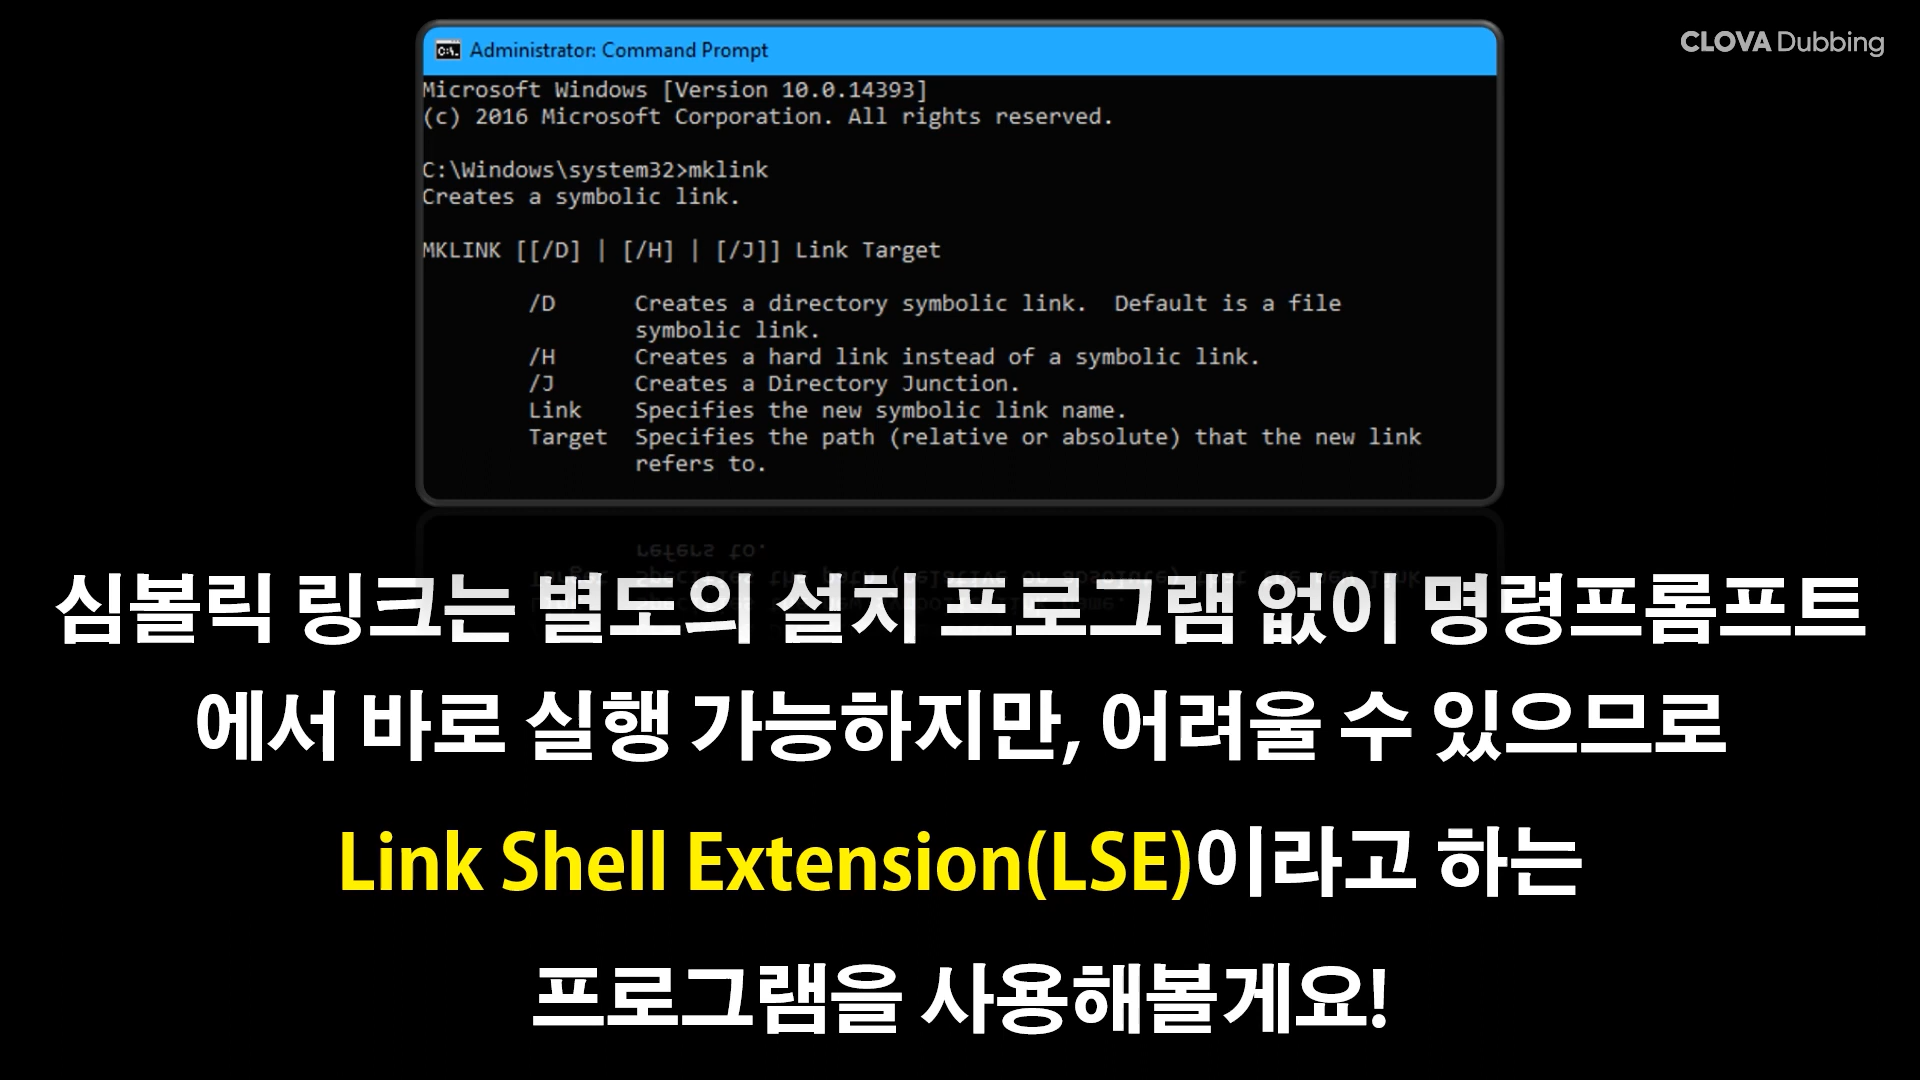 CLOVA Dubbing
Administrator: Command Prompt
Microsoft Windows [Version 10.0.14393]
(c) 2016 Microsoft Corporation. All rights reserved.
C:\Windows\system32>mklink
Creates a symbolic link.
MKLINK [[/D] | [/H] | [/J]] Link Target
/D Creates a directory symbolic link. Default is a file
symbolic link.
/H Creates a hard link instead of a symbolic link.
/J Creates a Directory Junction.
Link Specifies the new symbolic link name.
Target Specifies the path (relative or absolute) that the new link
refers to.
심볼릭 링크는 별도의 설치 프로그램 없이 명령프롬프트
에서 바로 실행 가능하지만, 어려울 수 있으므로
Link Shell Extension(LSE)이라고 하는
프로그램을 사용해볼게요!